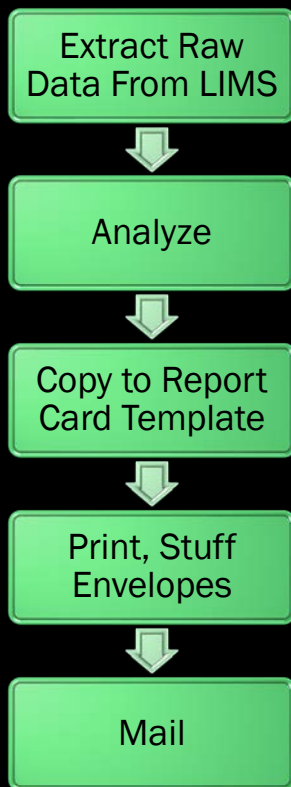 Extract Raw
Data From LIMS
Analyze
Copy to Report
Card Template
Print, Stuff
Envelopes
Mail